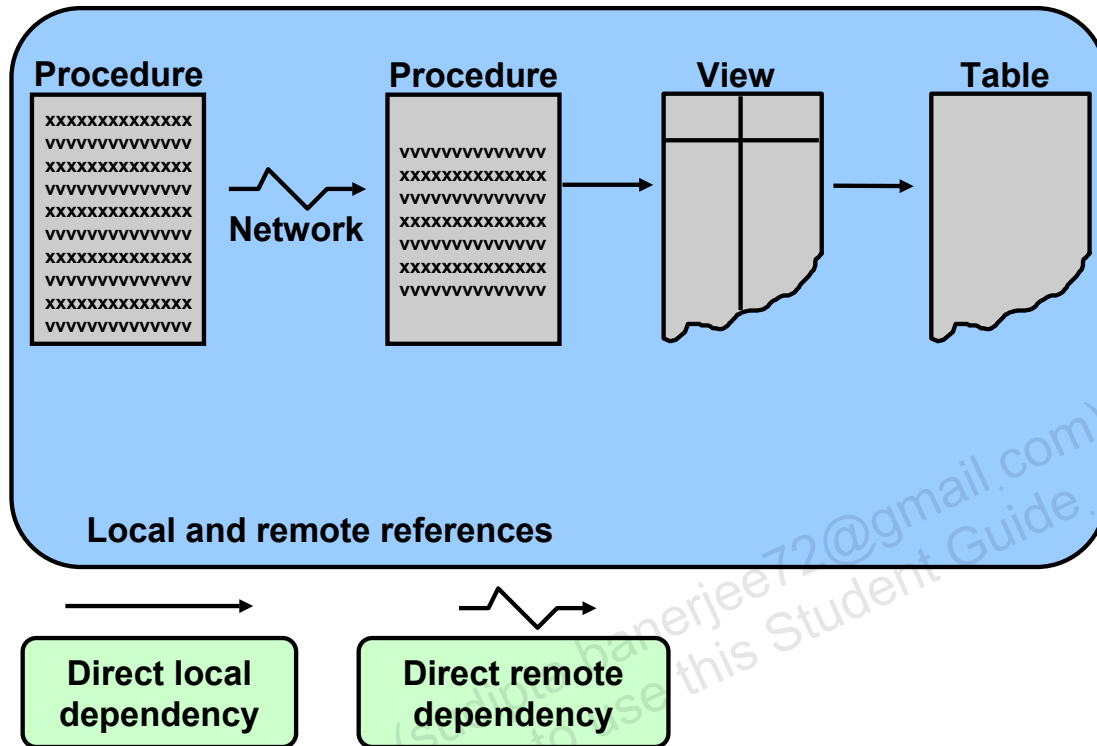 Procedure
Procedure
View
Table
xxxxxxxxxxxxxx
vvvvvvvvvvvvvv
xxxxxxxxxxxxxx
vvvvvvvvvvvvvv
xxxxxxxxxxxxxx
vvvvvvvvvvvvvv
xxxxxxxxxxxxxx
vvvvvvvvvvvvvv
xxxxxxxxxxxxxx
vvvvvvvvvvvvvv
Network
vvvvvvvvvvvvvv
xxxxxxxxxxxxxx
vvvvvvvvvvvvvv
xxxxxxxxxxxxxx
vvvvvvvvvvvvvv
xxxxxxxxxxxxxx
vvvvvvvvvvvvvv
Local and remote references
Direct local
dependency
Direct remote
dependency
banerjee72@gmail.com)
to use this Student Guide.